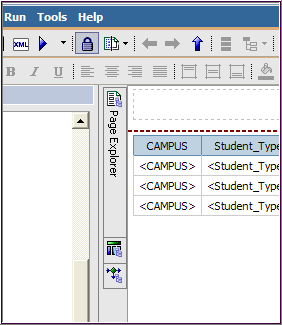 Run Tools Help
XML
B I U
Page Explorer
CAMPUS Student_Type
<CAMPUS> <Student_Type
<CAMPUS> <Student_Type
<CAMPUS> <Student_Type